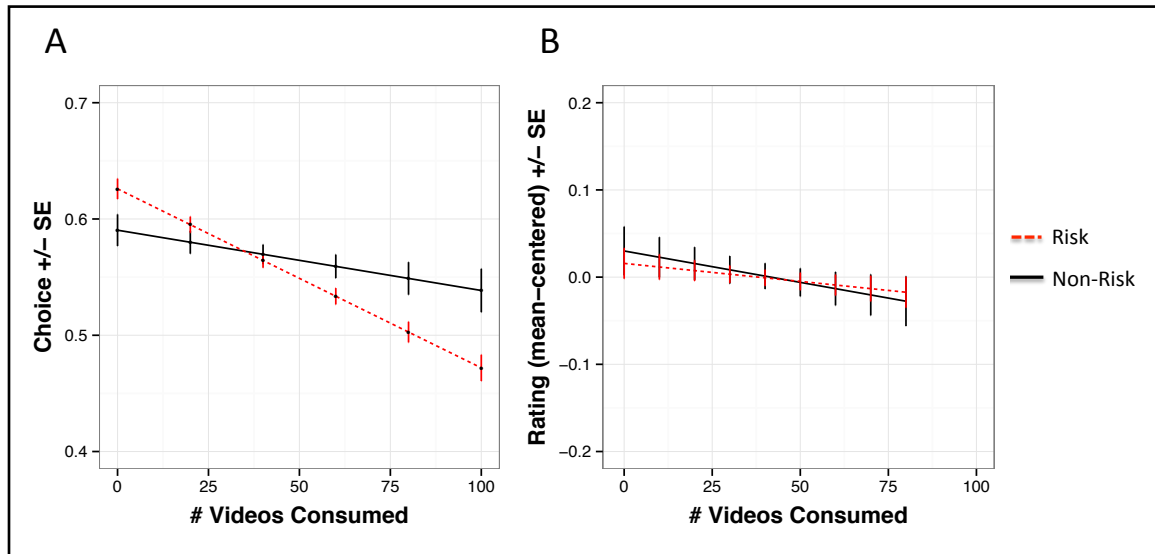 A
B
Choice +/− SE
0.7
0.6
0.5
0.4
0
25
50
75
100
# Videos Consumed
Rating (mean−centered) +/− SE
0.2
0.1
0.0
−0.1
−0.2
0
25
50
75
100
# Videos Consumed
Risk
Non-Risk